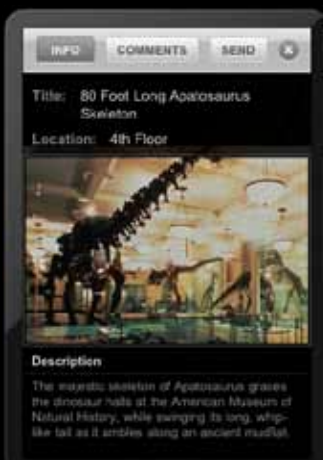 INFO COMMENTS SEND X
Title: 80 Foot Long Apatosaurus
Skeleton
Location: 4th Floor
Description
The majestic skeleton of Apatosaurus graces
the dinosaur halls at the American Museum of
Natural History, while swinging its long, whip-
like tail as it ambles along an ancient mudflat.